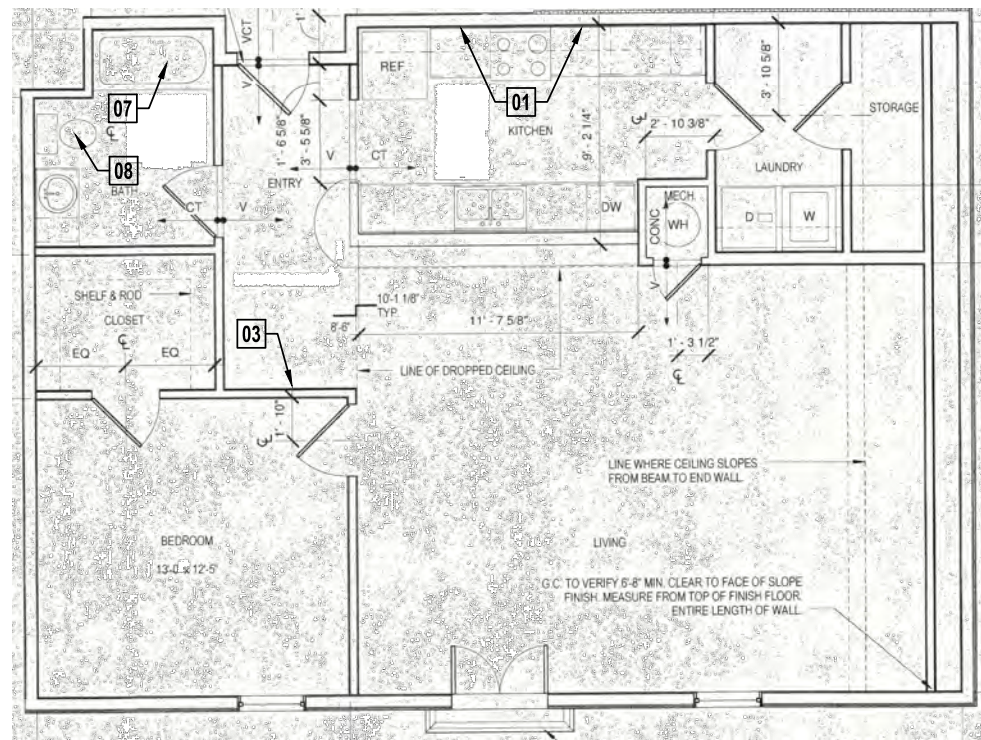 VCT
1'
V
REF
07
℄
08
BATH
CT
V
1' - 6 5/8"
3' - 5 5/8"
V
CT
ENTRY
01
KITCHEN
9' - 2 1/4"
℄
2' - 10 3/8"
3' 10 5/8"
STORAGE
LAUNDRY
D
W
DW
MECH.
CONC
WH
V
SHELF & ROD
CLOSET
℄
EQ
EQ
03
10'-1 1/8"
TYP.
8'-6"
11' - 7 5/8"
1' - 3 1/2"
℄
LINE OF DROPPED CEILING
1' 10"
℄
LINE WHERE CEILING SLOPES
FROM BEAM TO END WALL.
BEDROOM
13'-0 x 12'-5"
LIVING
G.C. TO VERIFY 6'-8" MIN. CLEAR TO FACE OF SLOPE
FINISH. MEASURE FROM TOP OF FINISH FLOOR.
ENTIRE LENGTH OF WALL.